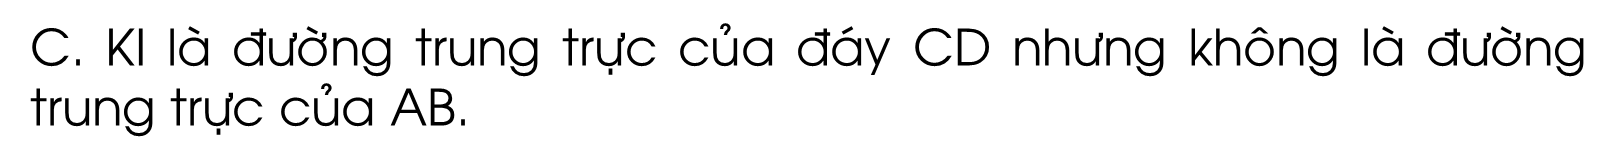 C. KI là đường trung trực của đáy CD nhưng không là đường
trung trực của AB.